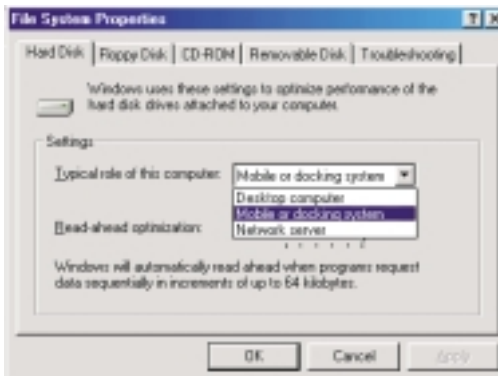 File System Properties
Hard Disk Floppy Disk CD-ROM Removable Disk Troubleshooting
Windows uses these settings to optimize performance of the
hard disk drives attached to your computer.
Settings
Typical role of this computer: Mobile or docking system
Desktop computer
Mobile or docking system
Read-ahead optimization: Network server
Windows will automatically read ahead when programs request
data sequentially in increments of up to 64 kilobytes.
OK Cancel Apply